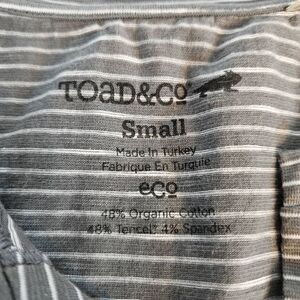 TOAD&CO
Small
Made In Turkey
Fabrique En Turquie
eco
48% Organic Cotton
48% Tencel® 4% Spandex